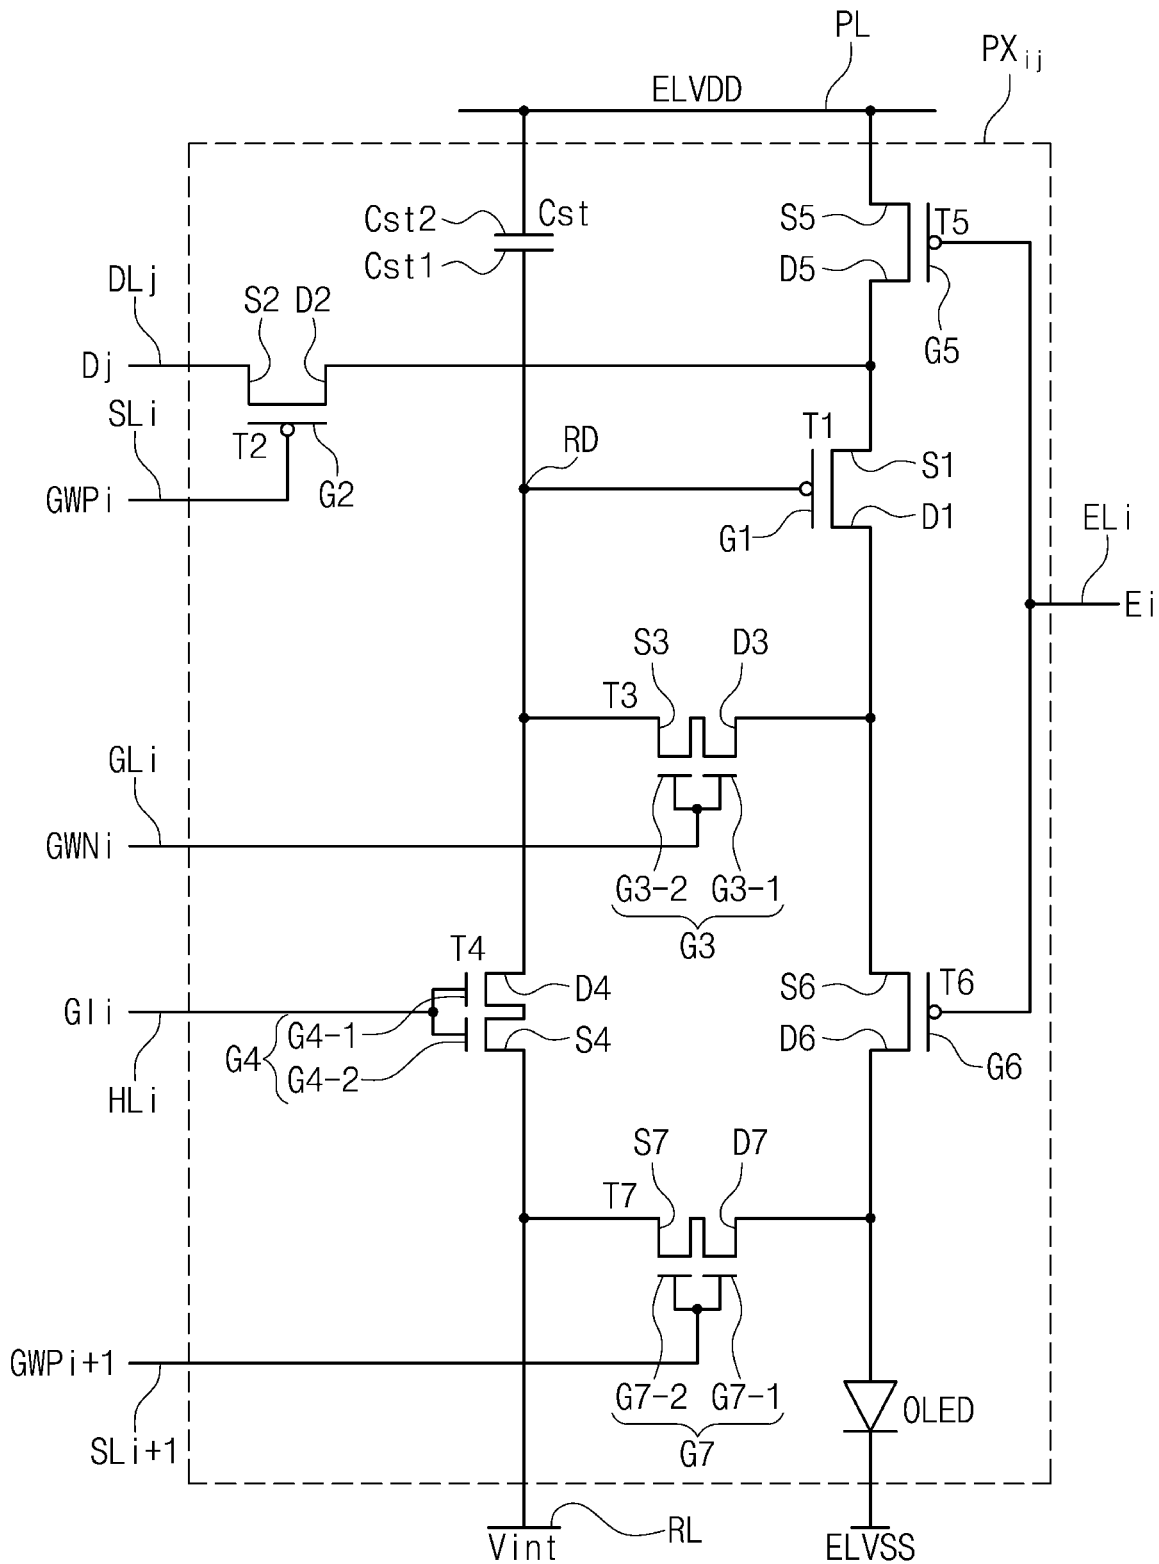 PL
PXij
ELVDD
Cst2
Cst
S5
T5
Cst1
D5
DLj
S2
D2
G5
Dj
SLi
T1
T2
RD
S1
GWPi
G2
D1
G1
ELi
Ei
S3
D3
T3
GLi
GWNi
G3-2
G3-1
G3
T4
D4
S6
T6
GIi
G4-1
S4
D6
G4
G4-2
G6
HLi
S7
D7
T7
GWPi+1
G7-2
G7-1
OLED
SLi+1
G7
RL
Vint
ELVSS